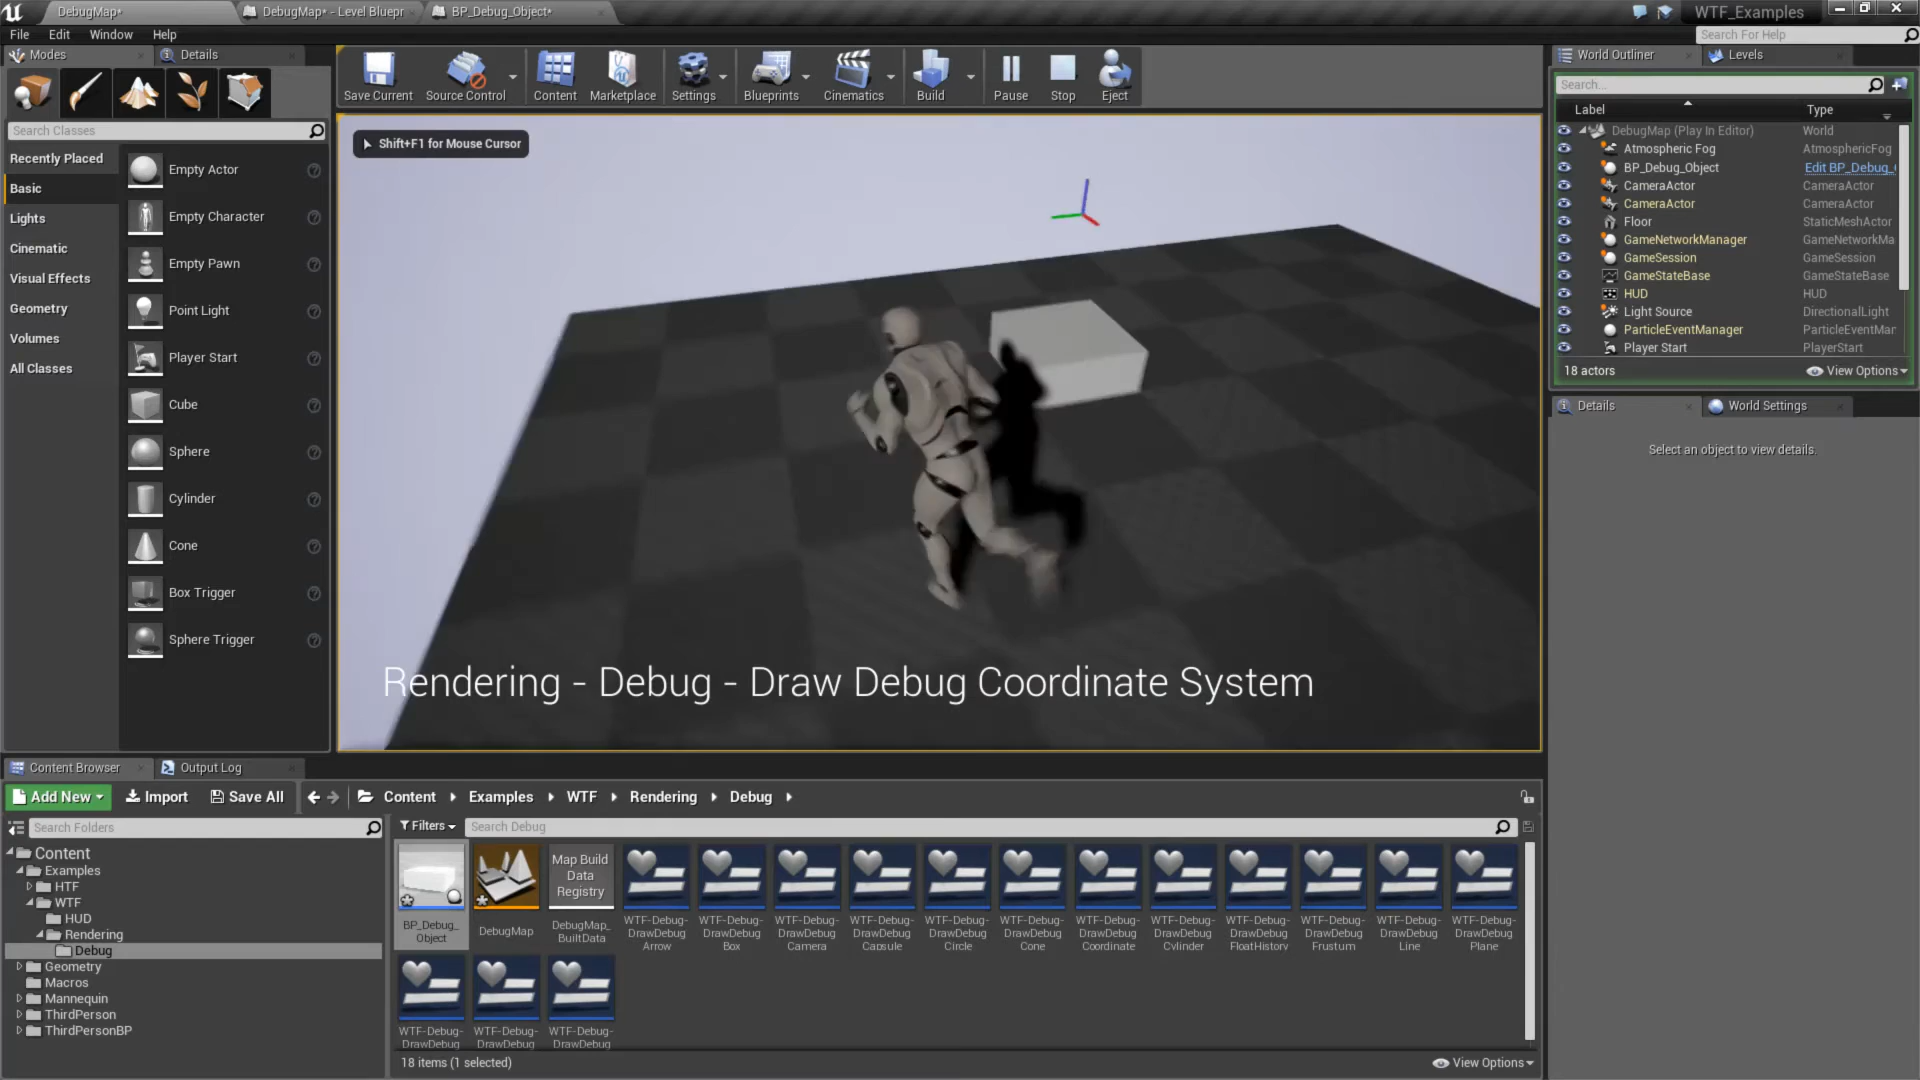 DebugMap*
DebugMap* - Level Bluepr
BP_Debug_Object*
WTF_Examples
File Edit Window Help
Search For Help
Modes
Details
Search Classes
Recently Placed
Basic
Lights
Cinematic
Visual Effects
Geometry
Volumes
All Classes
Empty Actor
Empty Character
Empty Pawn
Point Light
Player Start
Cube
Sphere
Cylinder
Cone
Box Trigger
Sphere Trigger
Save Current
Source Control
Content
Marketplace
Settings
Blueprints
Cinematics
Build
Pause
Stop
Eject
Shift+F1 for Mouse Cursor
Rendering - Debug - Draw Debug Coordinate System
World Outliner
Levels
Search...
Label Type
DebugMap (Play In Editor) World
Atmospheric Fog AtmosphericFog
BP_Debug_Object Edit BP_Debug_
CameraActor CameraActor
CameraActor CameraActor
Floor StaticMeshActor
GameNetworkManager GameNetworkMa
GameSession GameSession
GameStateBase GameStateBase
HUD HUD
Light Source DirectionalLight
ParticleEventManager ParticleEventMar
Player Start PlayerStart
18 actors
View Options
Details
World Settings
Select an object to view details.
Content Browser
Output Log
Add New
Import
Save All
Content
Examples
WTF
Rendering
Debug
Search Folders
Content
Examples
HTF
WTF
HUD
Rendering
Debug
Geometry
Macros
Mannequin
ThirdPerson
ThirdPersonBP
Filters
Search Debug
Map Build
Data
Registry
BP_Debug_
Object
DebugMap
DebugMap_
BuiltData
WTF-Debug-
DrawDebug
Arrow
WTF-Debug-
DrawDebug
Box
WTF-Debug-
DrawDebug
Camera
WTF-Debug-
DrawDebug
Capsule
WTF-Debug-
DrawDebug
Circle
WTF-Debug-
DrawDebug
Cone
WTF-Debug-
DrawDebug
Coordinate
WTF-Debug-
DrawDebug
Cylinder
WTF-Debug-
DrawDebug
FloatHistory
WTF-Debug-
DrawDebug
Frustum
WTF-Debug-
DrawDebug
Line
WTF-Debug-
DrawDebug
Plane
WTF-Debug-
DrawDebug
WTF-Debug-
DrawDebug
WTF-Debug-
DrawDebug
18 items (1 selected)
View Options